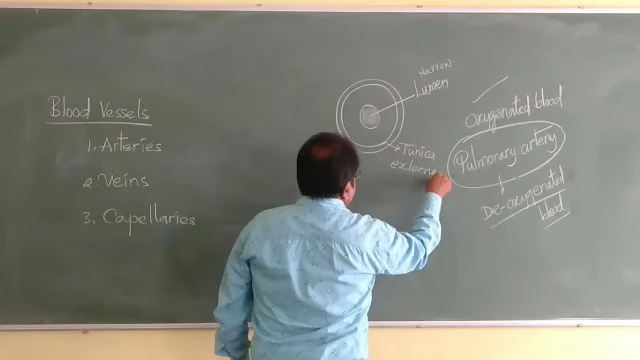 Blood Vessels
1. Arteries
2. Veins
3. Capellaries
Narrow
Lumen
Tunica
externa
oxygenated blood
Pulmonary artery
De-oxygenated
blood